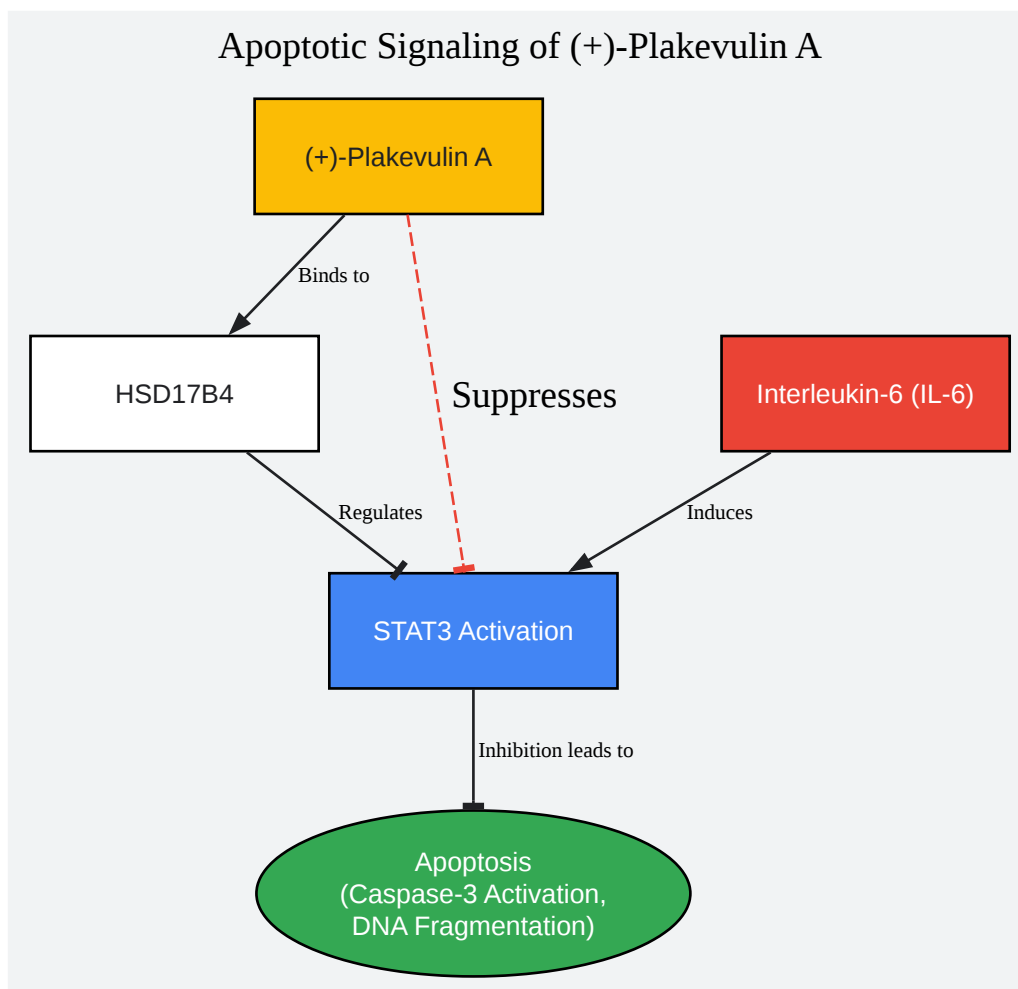 Apoptotic Signaling of (+)-Plakevulin A
(+)-Plakevulin A
Binds to
HSD17B4
Suppresses
Interleukin-6 (IL-6)
Regulates
Induces
STAT3 Activation
Inhibition leads to
Apoptosis
(Caspase-3 Activation,
DNA Fragmentation)